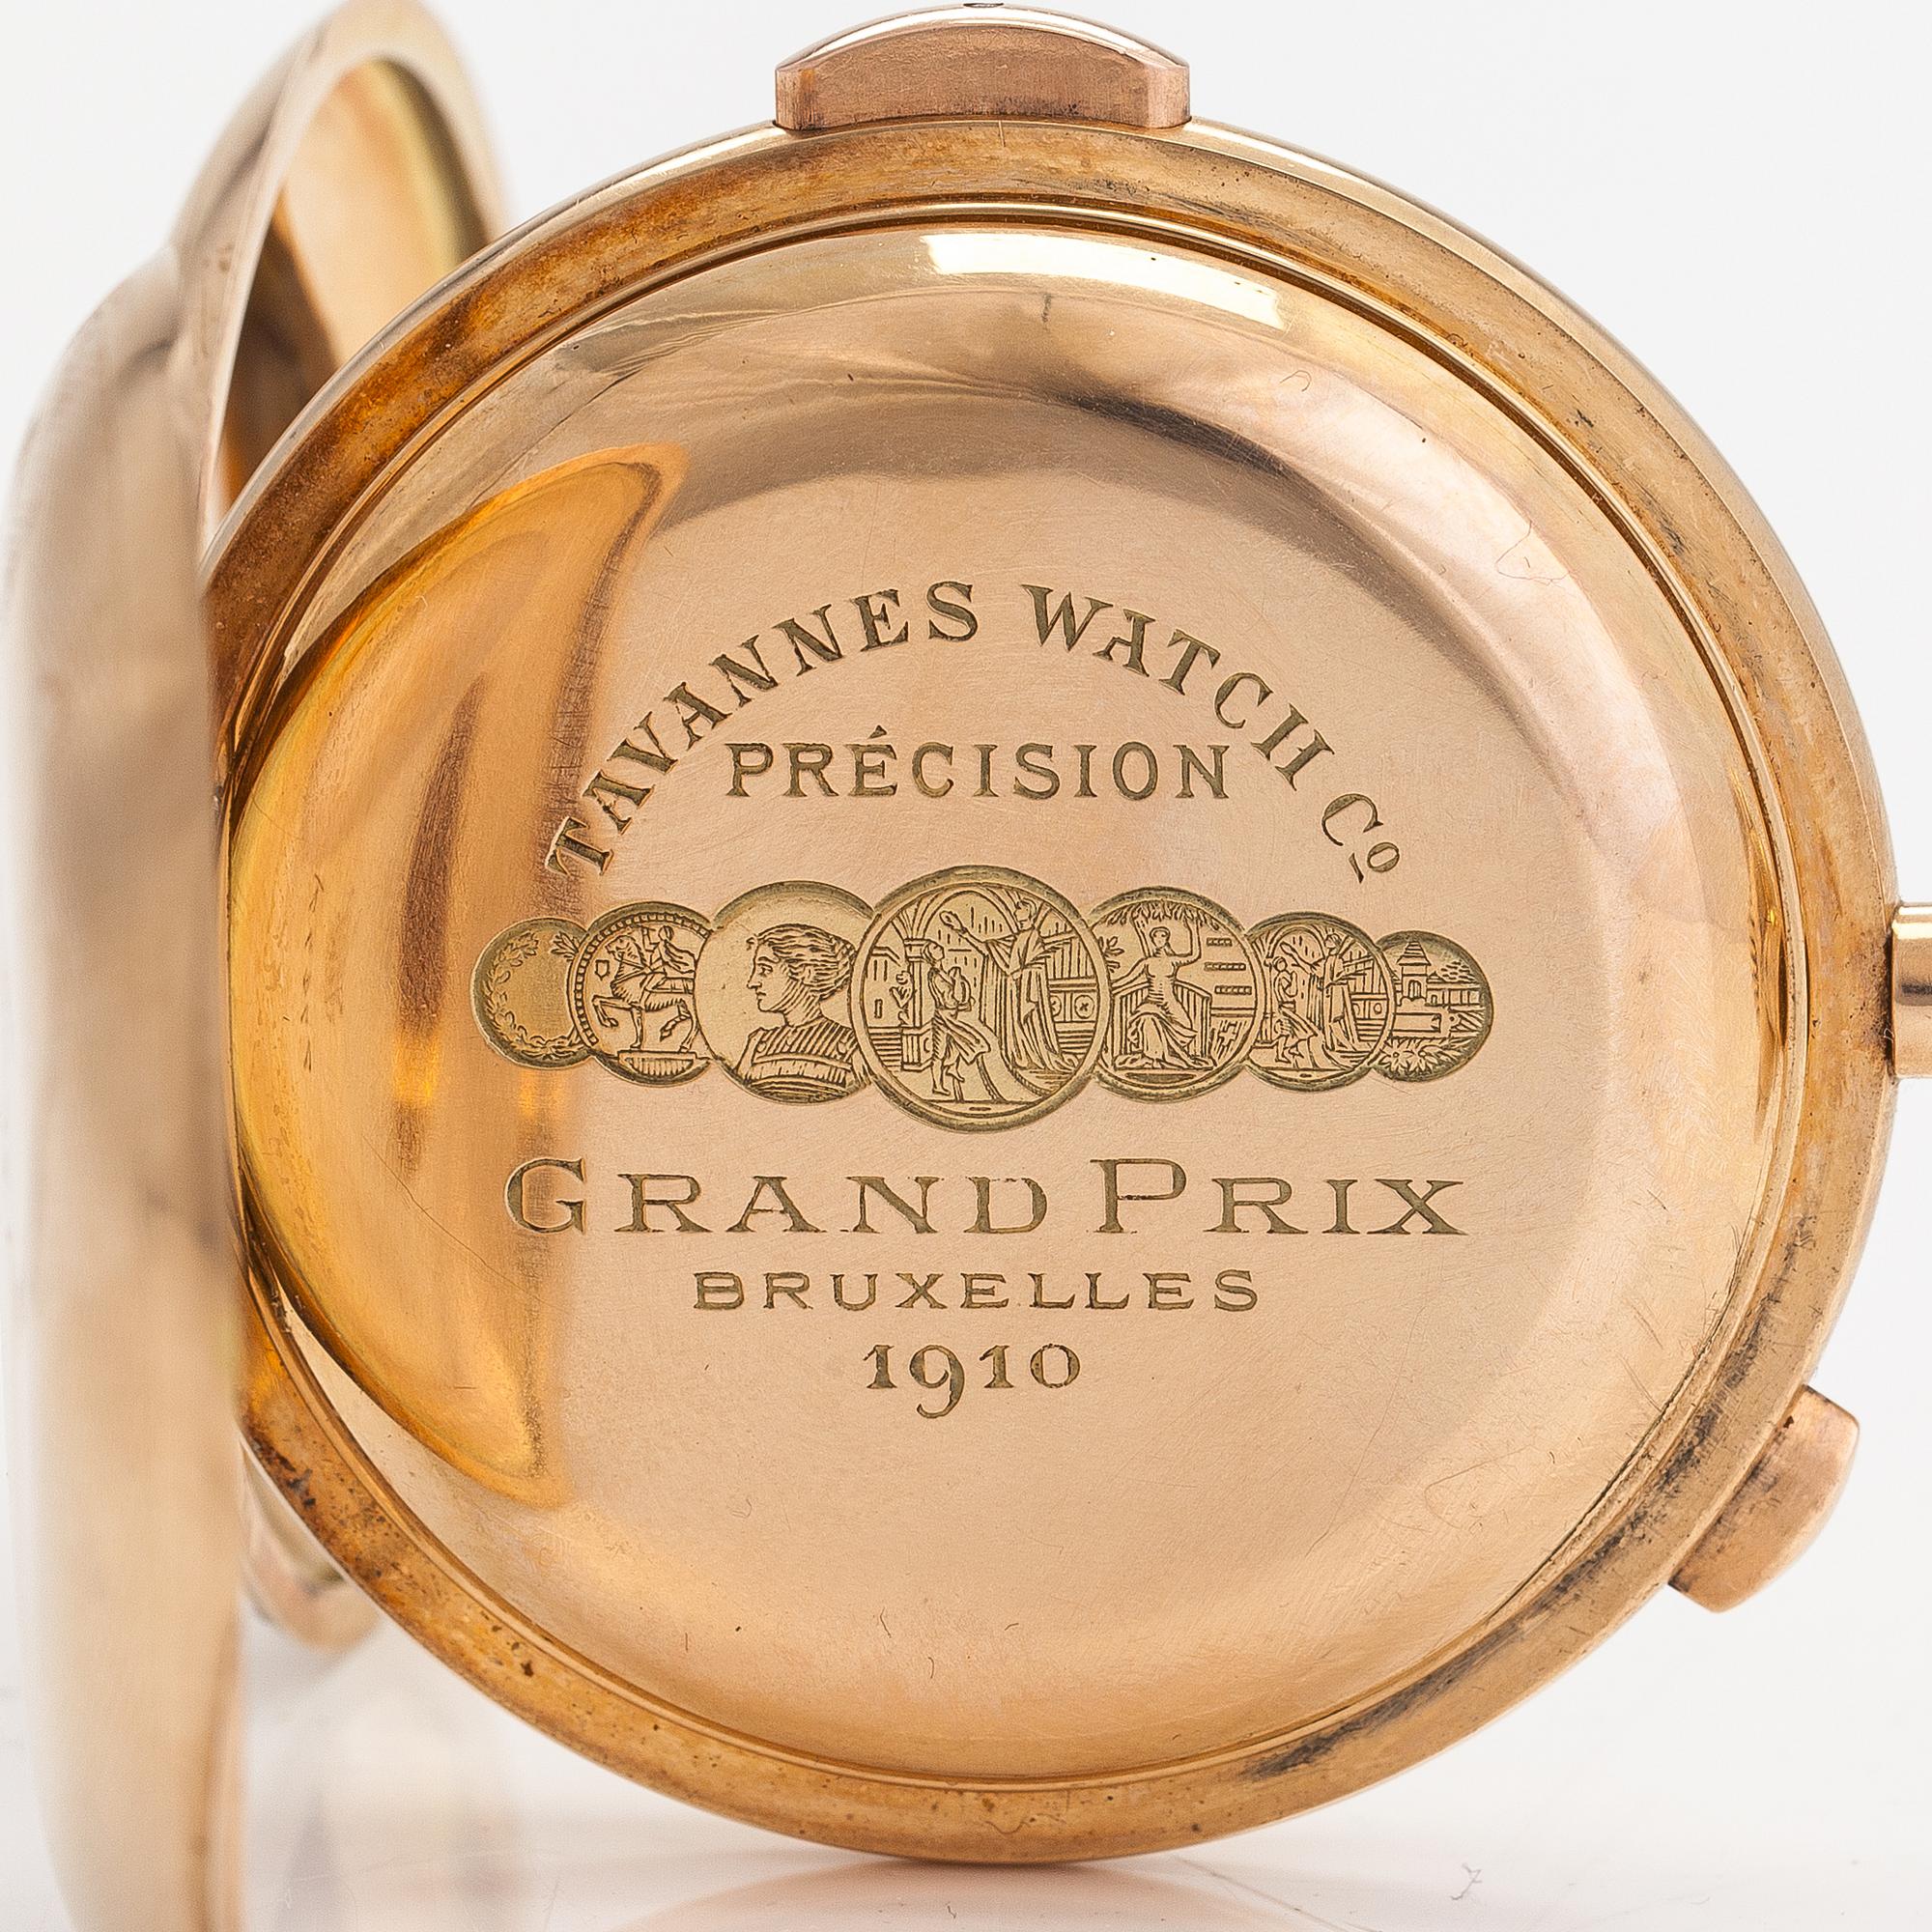 TAVANNES WATCH Co
PRÉCISION
GRAND PRIX
BRUXELLES
1910